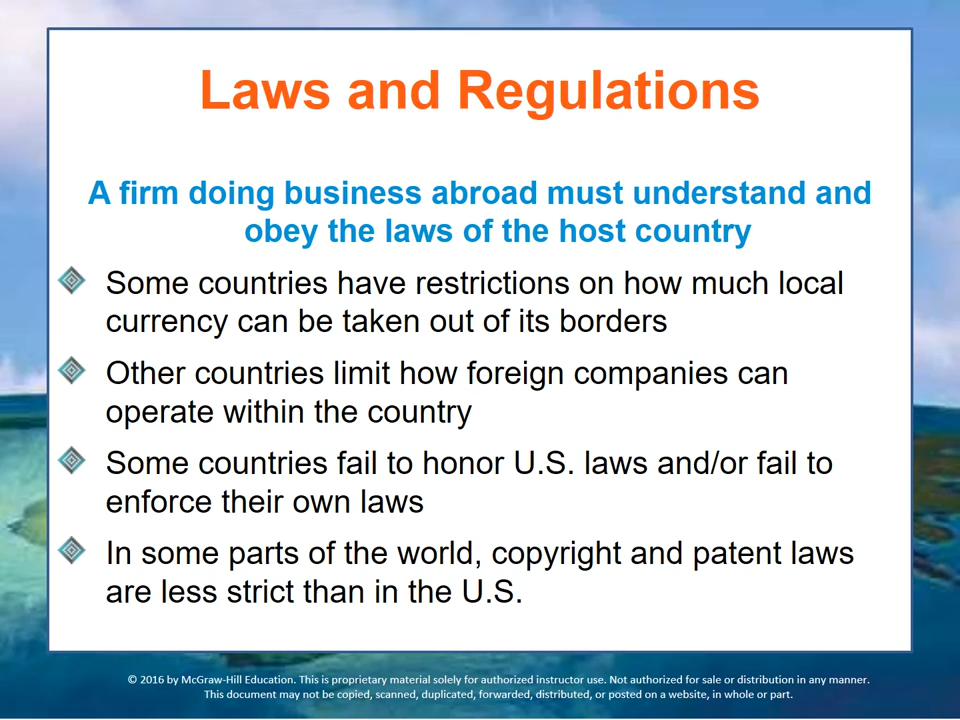 Laws and Regulations
A firm doing business abroad must understand and
obey the laws of the host country
Some countries have restrictions on how much local
currency can be taken out of its borders
Other countries limit how foreign companies can
operate within the country
Some countries fail to honor U.S. laws and/or fail to
enforce their own laws
In some parts of the world, copyright and patent laws
are less strict than in the U.S.
© 2016 by McGraw-Hill Education. This is proprietary material solely for authorized instructor use. Not authorized for sale or distribution in any manner.
This document may not be copied, scanned, duplicated, forwarded, distributed, or posted on a website, in whole or part.